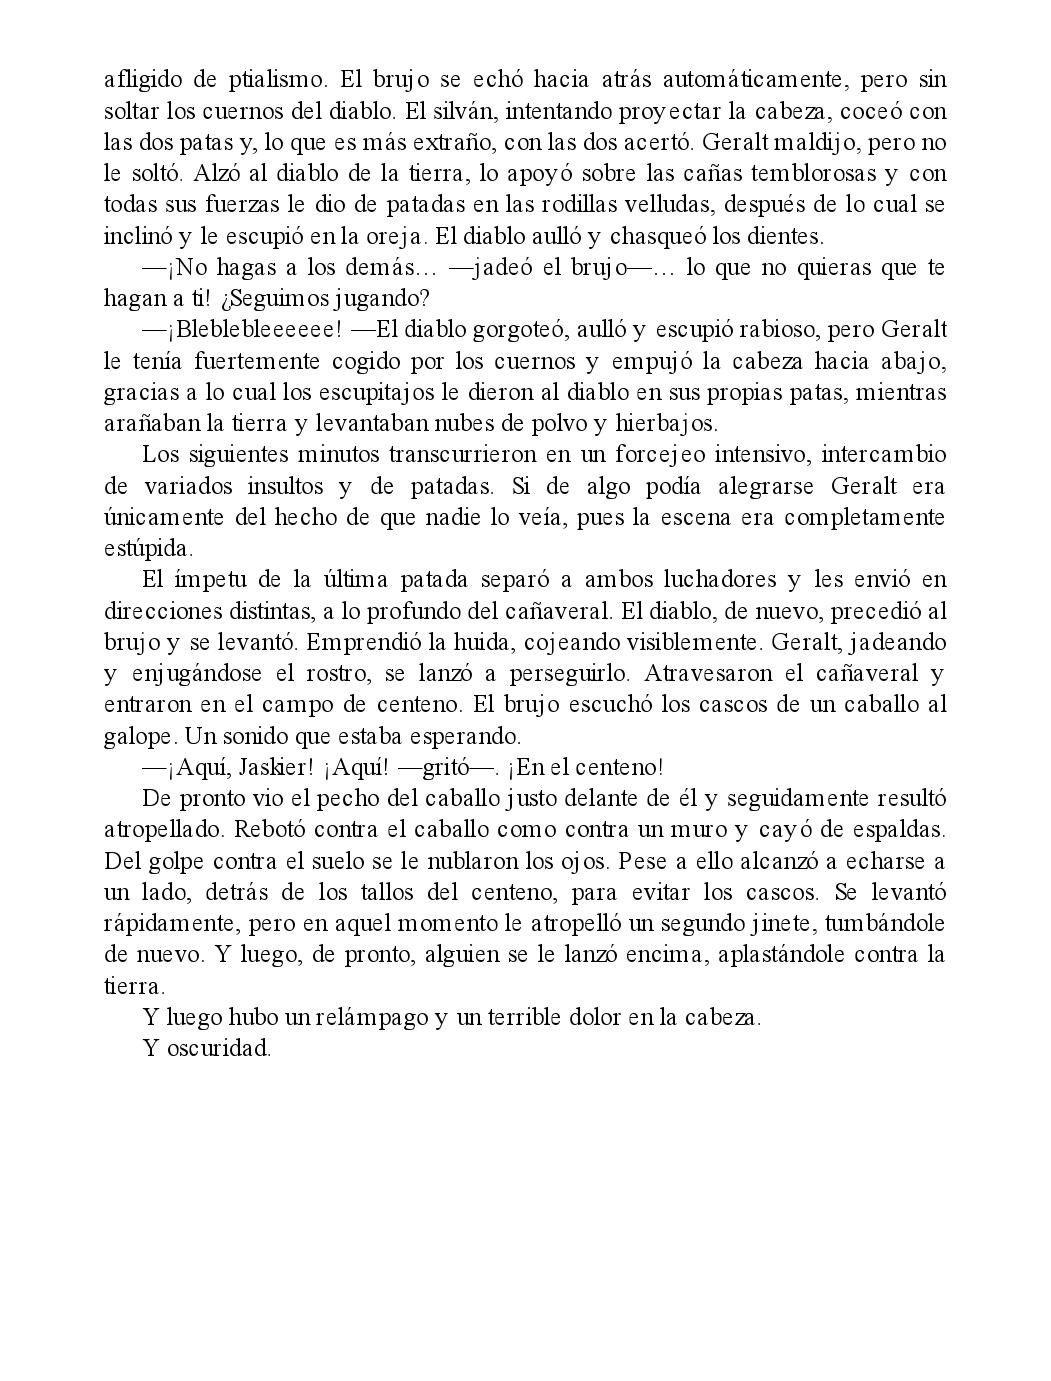 afligido de ptialismo. El brujo se echó hacia atrás automáticamente, pero sin
soltar los cuernos del diablo. El silván, intentando proyectar la cabeza, coceó con
las dos patas y, lo que es más extraño, con las dos acertó. Geralt maldijo, pero no
le soltó. Alzó al diablo de la tierra, lo apoyó sobre las cañas temblorosas y con
todas sus fuerzas le dio de patadas en las rodillas velludas, después de lo cual se
inclinó y le escupió en la oreja. El diablo aulló y chasqueó los dientes.
—¡No hagas a los demás… —jadeó el brujo—… lo que no quieras que te
hagan a ti! ¿Seguimos jugando?
—¡Bleblebleeeeee! —El diablo gorgoteó, aulló y escupió rabioso, pero Geralt
le tenía fuertemente cogido por los cuernos y empujó la cabeza hacia abajo,
gracias a lo cual los escupitajos le dieron al diablo en sus propias patas, mientras
arañaban la tierra y levantaban nubes de polvo y hierbajos.
Los siguientes minutos transcurrieron en un forcejeo intensivo, intercambio
de variados insultos y de patadas. Si de algo podía alegrarse Geralt era
únicamente del hecho de que nadie lo veía, pues la escena era completamente
estúpida.
El ímpetu de la última patada separó a ambos luchadores y les envió en
direcciones distintas, a lo profundo del cañaveral. El diablo, de nuevo, precedió al
brujo y se levantó. Emprendió la huida, cojeando visiblemente. Geralt, jadeando
y enjugándose el rostro, se lanzó a perseguirlo. Atravesaron el cañaveral y
entraron en el campo de centeno. El brujo escuchó los cascos de un caballo al
galope. Un sonido que estaba esperando.
—¡Aquí, Jaskier! ¡Aquí! —gritó—. ¡En el centeno!
De pronto vio el pecho del caballo justo delante de él y seguidamente resultó
atropellado. Rebotó contra el caballo como contra un muro y cayó de espaldas.
Del golpe contra el suelo se le nublaron los ojos. Pese a ello alcanzó a echarse a
un lado, detrás de los tallos del centeno, para evitar los cascos. Se levantó
rápidamente, pero en aquel momento le atropelló un segundo jinete, tumbándole
de nuevo. Y luego, de pronto, alguien se le lanzó encima, aplastándole contra la
tierra.
Y luego hubo un relámpago y un terrible dolor en la cabeza.
Y oscuridad.